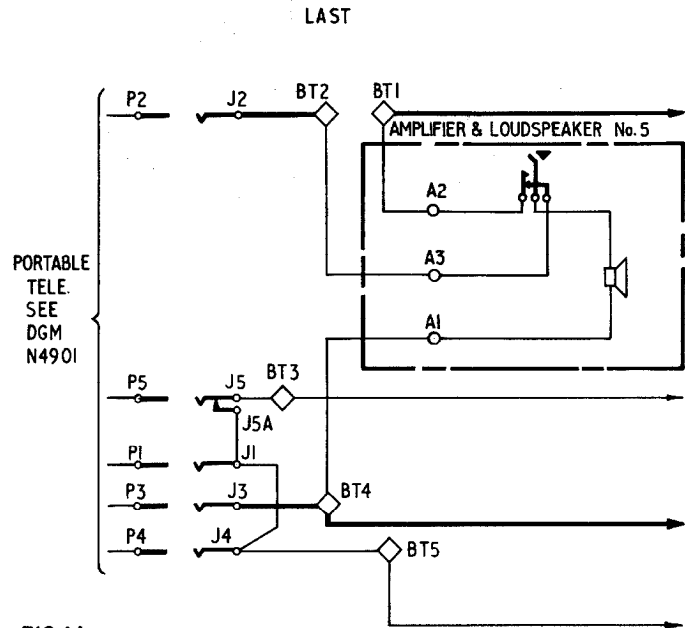 LAST
P2
J2
BT2
BT1
AMPLIFIER & LOUDSPEAKER No.5
A2
A3
A1
PORTABLE
TELE.
SEE
DGM
N4901
P5
J5
BT3
J5A
P1
J1
P3
J3
BT4
P4
J4
BT5